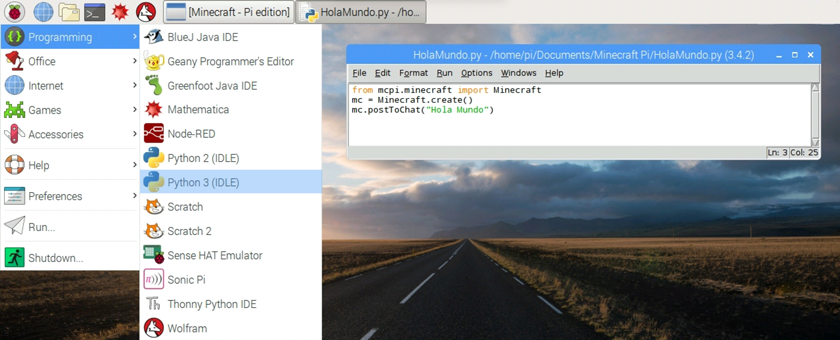 [Minecraft - Pi edition]
HolaMundo.py - /ho...
Programming
Office
Internet
Games
Accessories
Help
Preferences
Run...
Shutdown...
BlueJ Java IDE
Geany Programmer's Editor
Greenfoot Java IDE
Mathematica
Node-RED
Python 2 (IDLE)
Python 3 (IDLE)
Scratch
Scratch 2
Sense HAT Emulator
Sonic Pi
Thonny Python IDE
Wolfram
HolaMundo.py - /home/pi/Documents/Minecraft Pi/HolaMundo.py (3.4.2)
File Edit Format Run Options Windows Help
from mcpi.minecraft import Minecraft
mc = Minecraft.create()
mc.postToChat("Hola Mundo")
Ln: 3 Col: 25